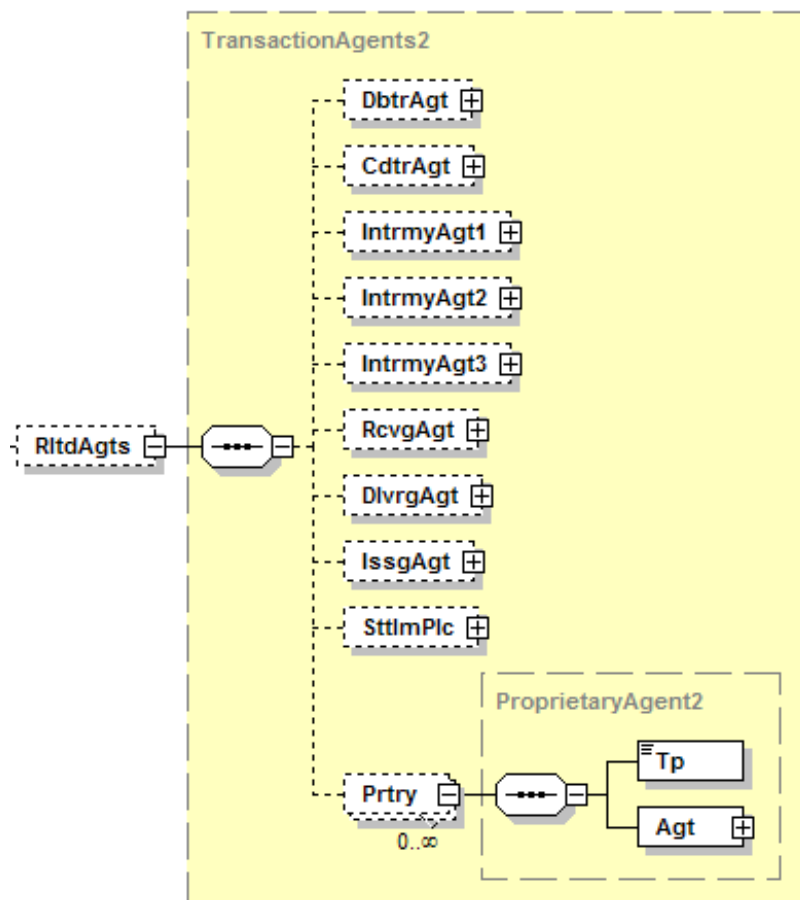 TransactionAgents2
DbtrAgt
CdtrAgt
IntrmyAgt1
IntrmyAgt2
IntrmyAgt3
RltdAgts
RcvgAgt
DlvrgAgt
IssgAgt
SttlmPlc
ProprietaryAgent2
Tp
Prtry
Agt
0..∞